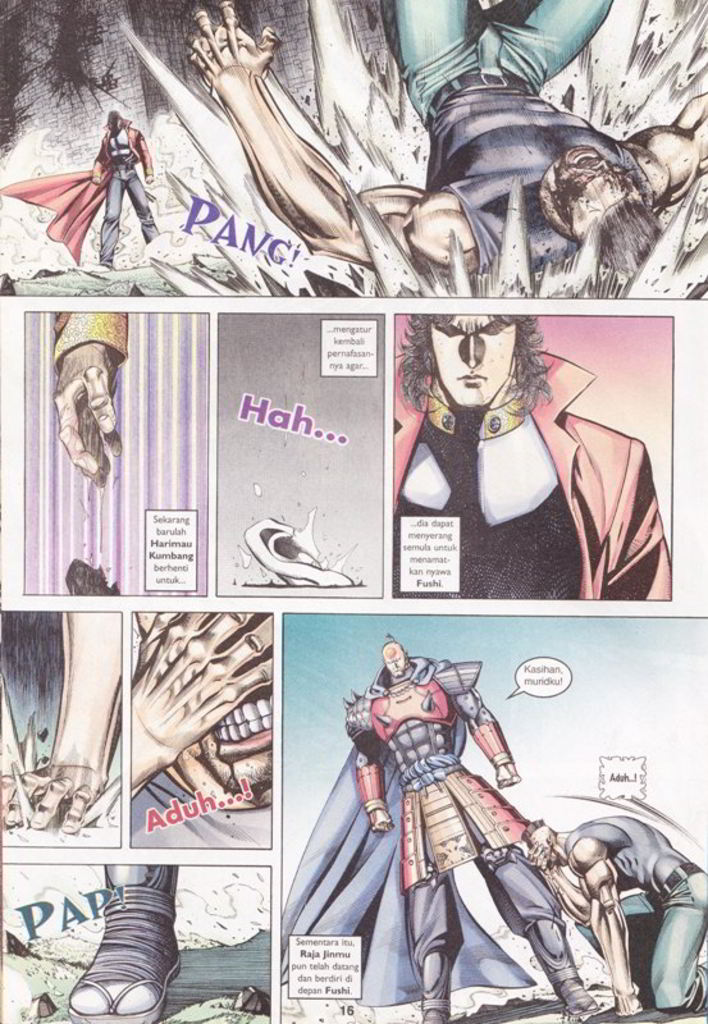 PANG!
...mengatur
kembali
pernafasan-
nya agar...
Hah...
Sekarang
barulah
Harimau
Kumbang
berhenti
untuk...
...dia dapat
menyerang
semula untuk
menamat-
kan nyawa
Fushi.
Aduh...!
Kasihan,
muridku!
Aduh..!
PAP!
Sementara itu,
Raja Jinmu
pun telah datang
dan berdiri di
depan Fushi.
16